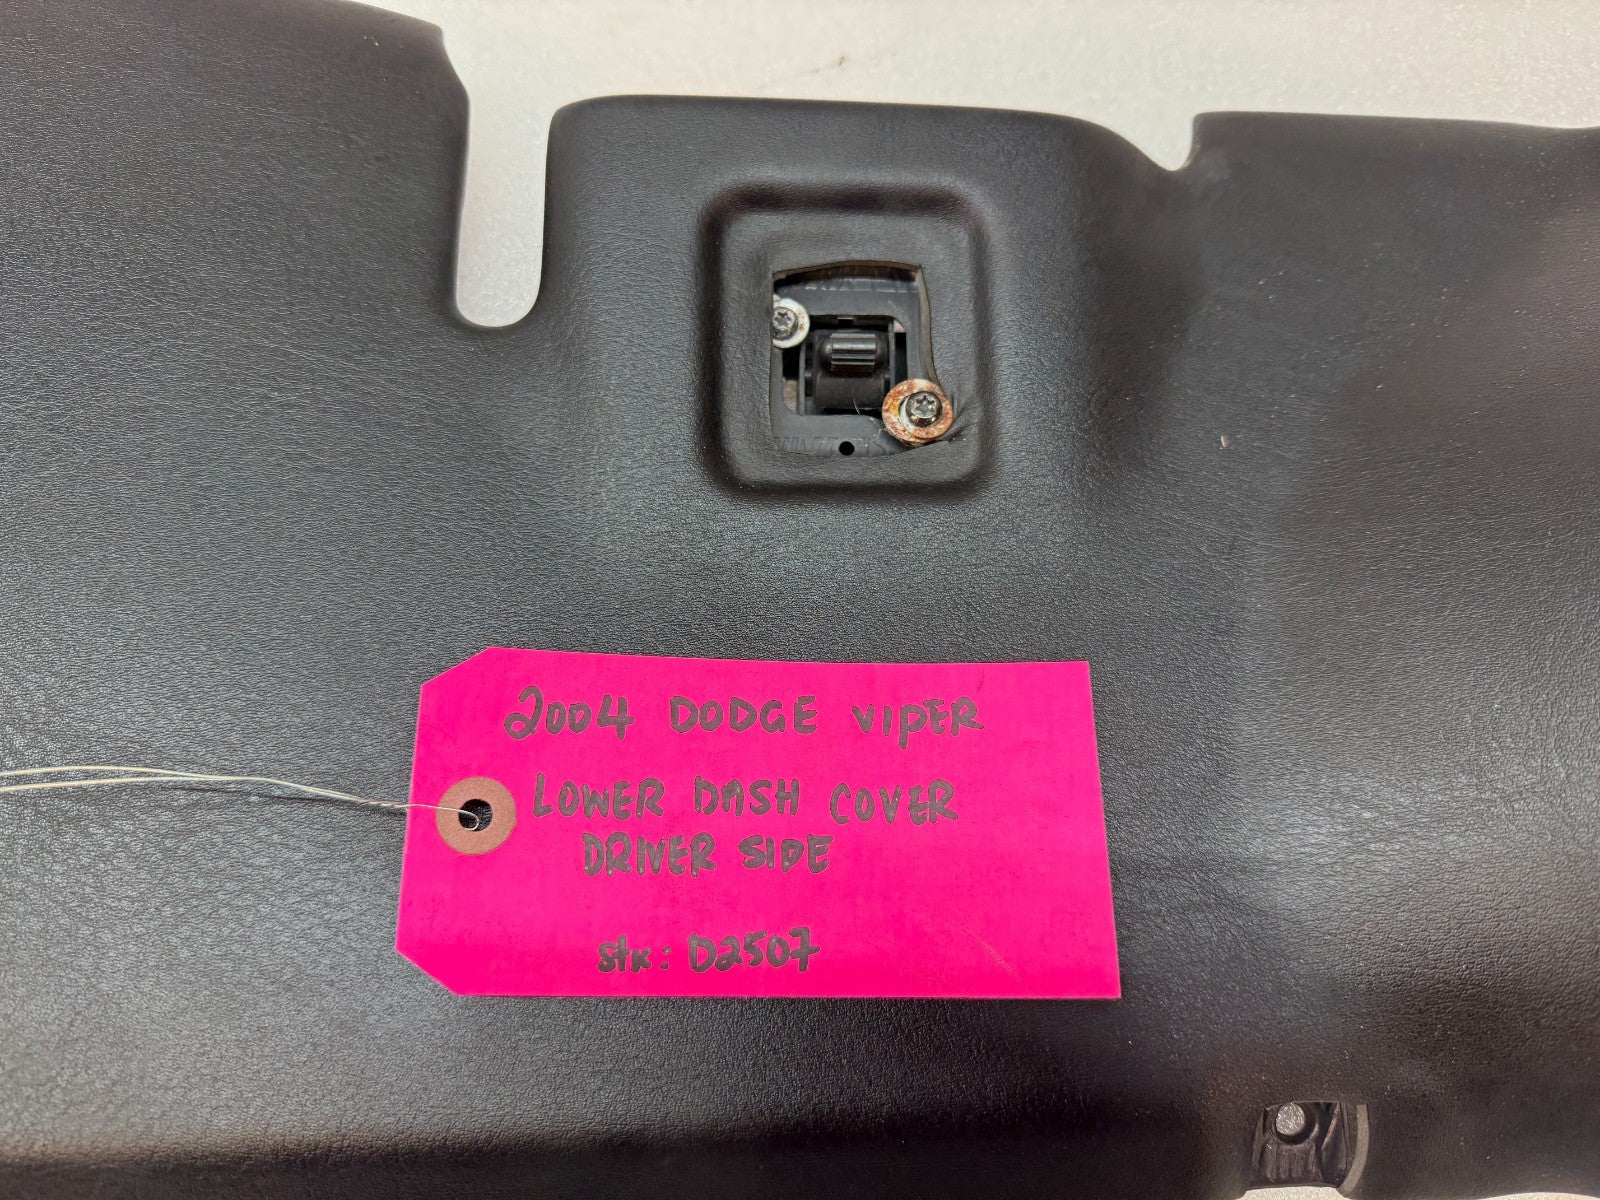 2004 DODGE VIPER
LOWER DASH COVER
DRIVER SIDE
stk: D2507